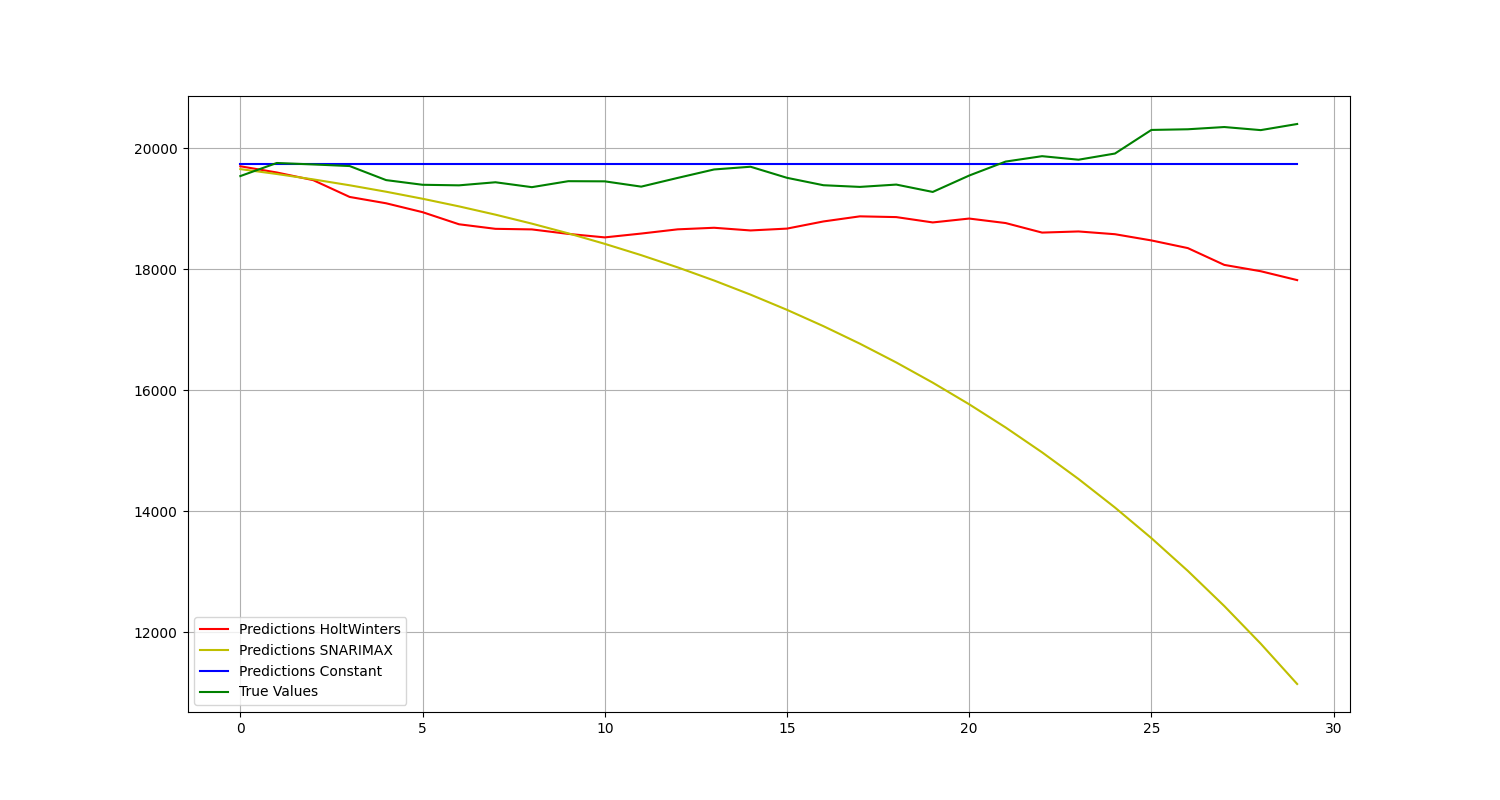 20000
18000
16000
14000
12000
Predictions HoltWinters
Predictions SNARIMAX
Predictions Constant
True Values
0 5 10 15 20 25 30